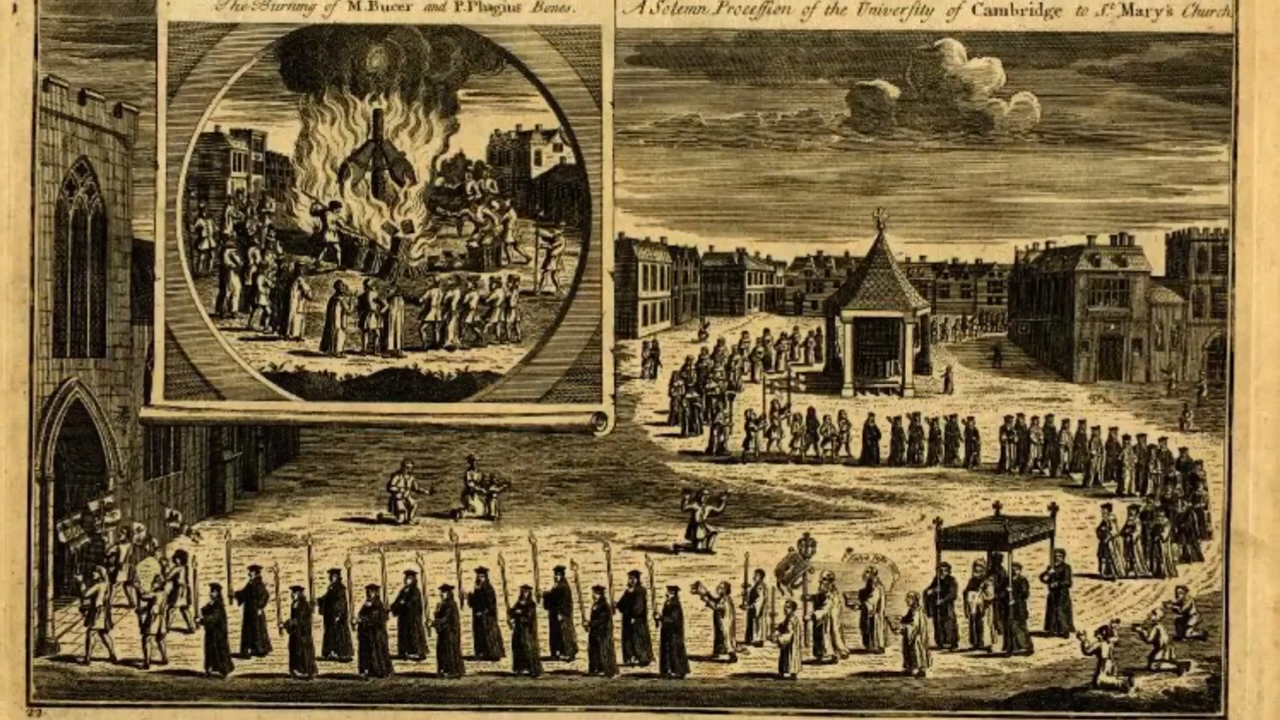 The Burning of M. Bucer and P. Phagius Bones.
A Solemn Procession of the University of Cambridge to St. Mary's Church